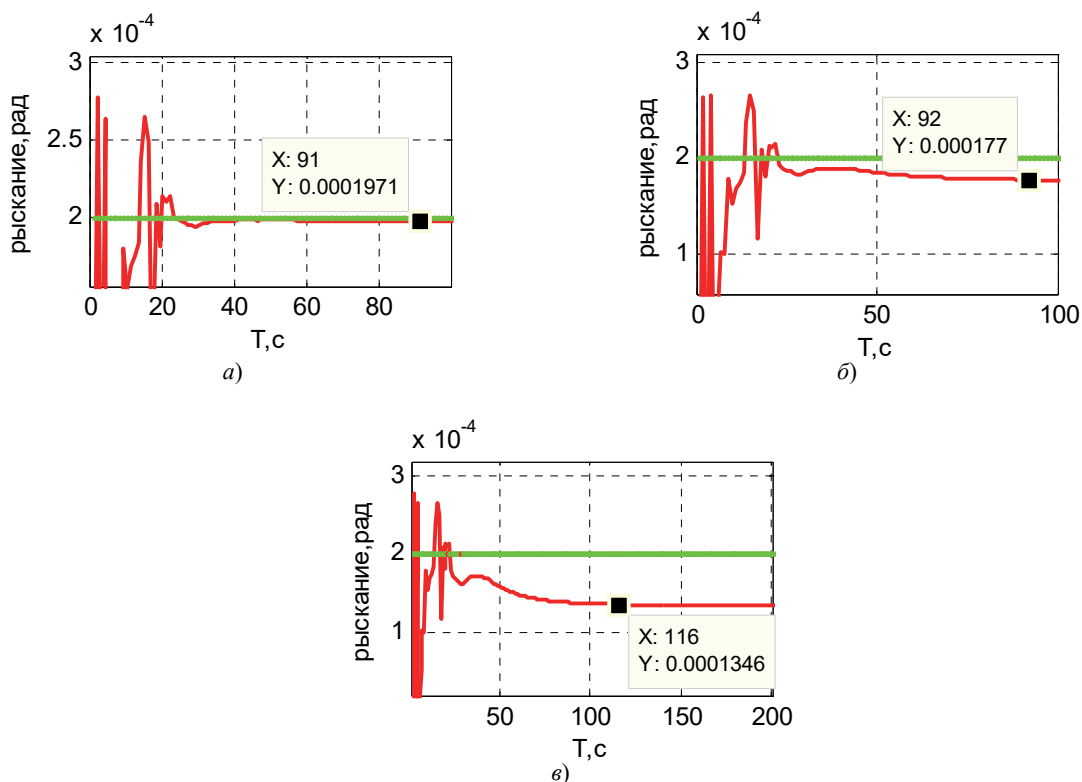 x 10⁻⁴
3
2.5
2
рыскание,рад
X: 91
Y: 0.0001971
0 20 40 60 80
T,с
а)
x 10⁻⁴
3
2
1
рыскание,рад
X: 92
Y: 0.000177
0 50 100
T,с
б)
x 10⁻⁴
3
2
1
рыскание,рад
X: 116
Y: 0.0001346
50 100 150 200
T,с
в)